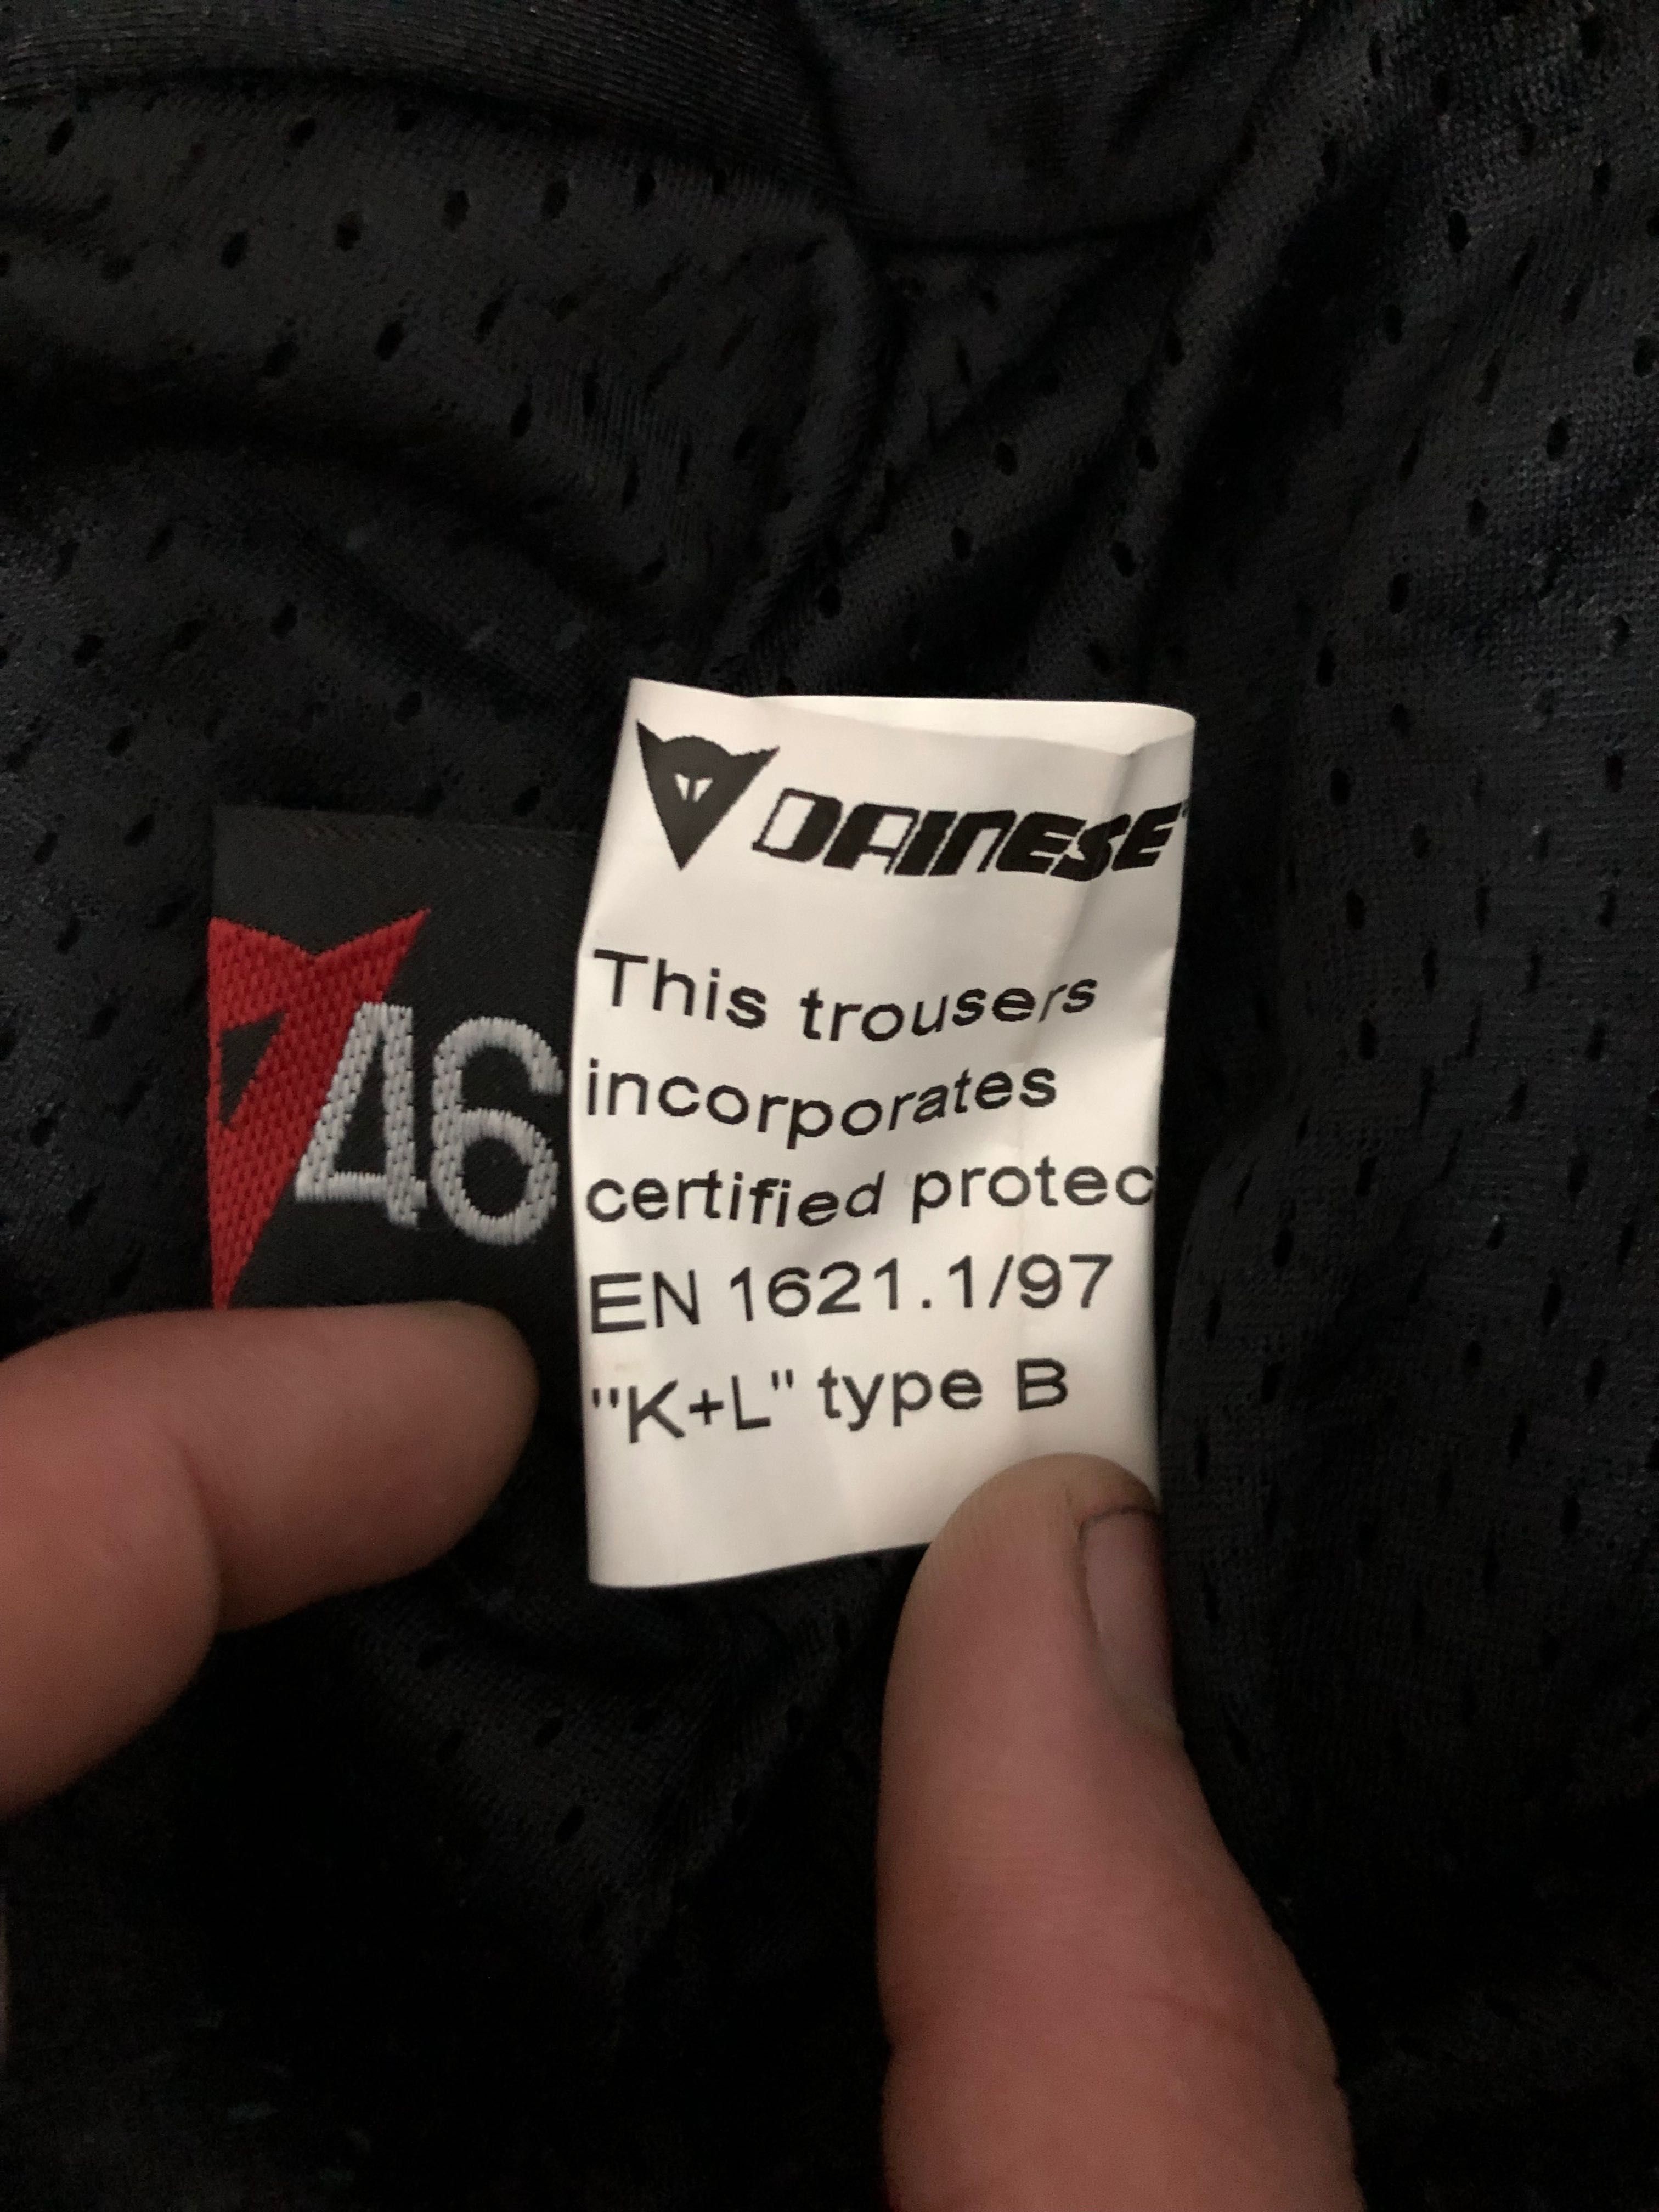 DAINESE
This trousers
incorporates
certified protec
EN 1621.1/97
"K+L" type B
46